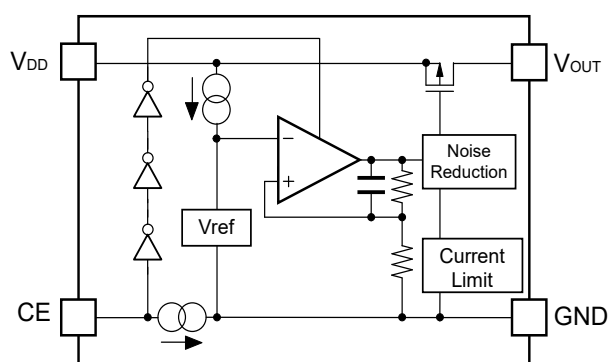 VDD
VOUT
−
+
Noise
Reduction
Vref
Current
Limit
CE
GND